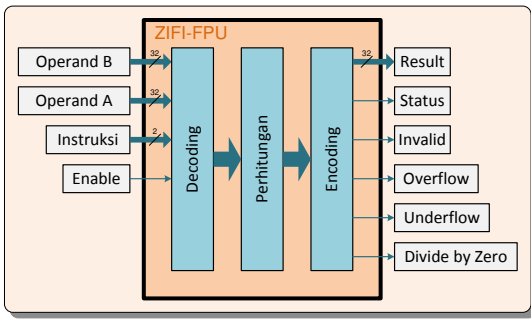 ZIFI-FPU
Operand B
32
Operand A
32
Instruksi
2
Enable
Decoding
Perhitungan
Encoding
32
Result
Status
Invalid
Overflow
Underflow
Divide by Zero